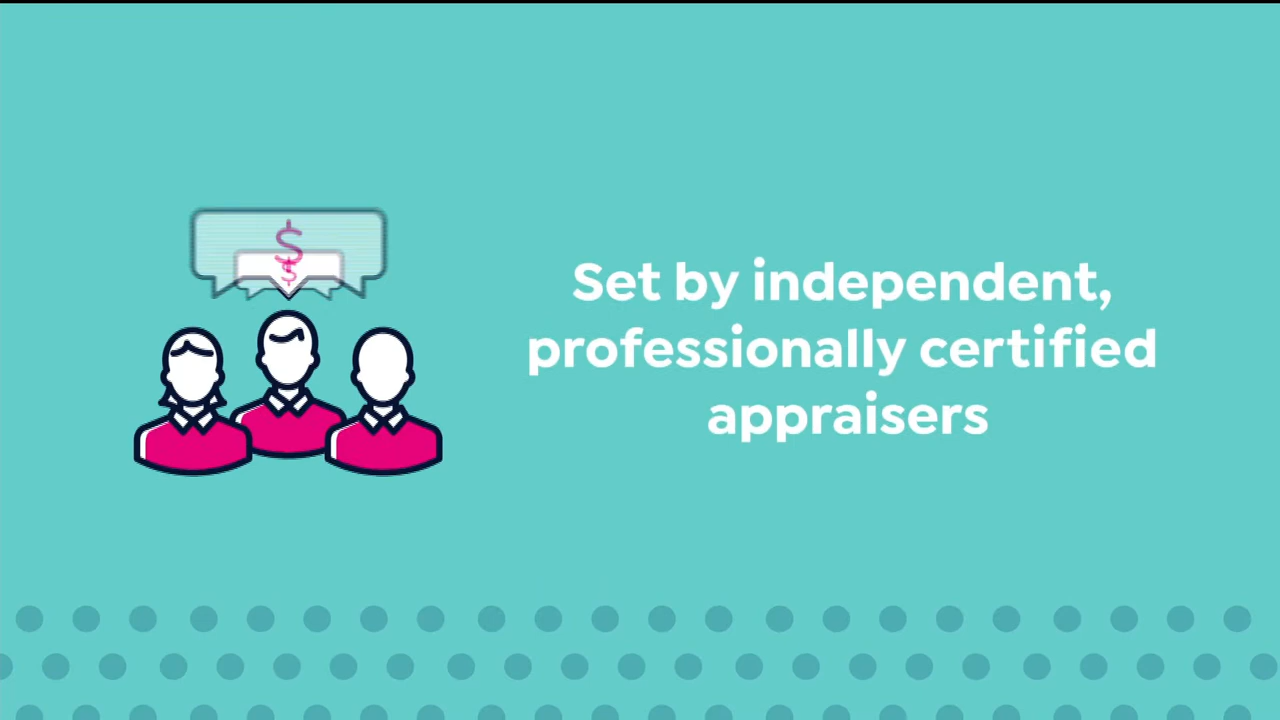 $
$
Set by independent,
professionally certified
appraisers